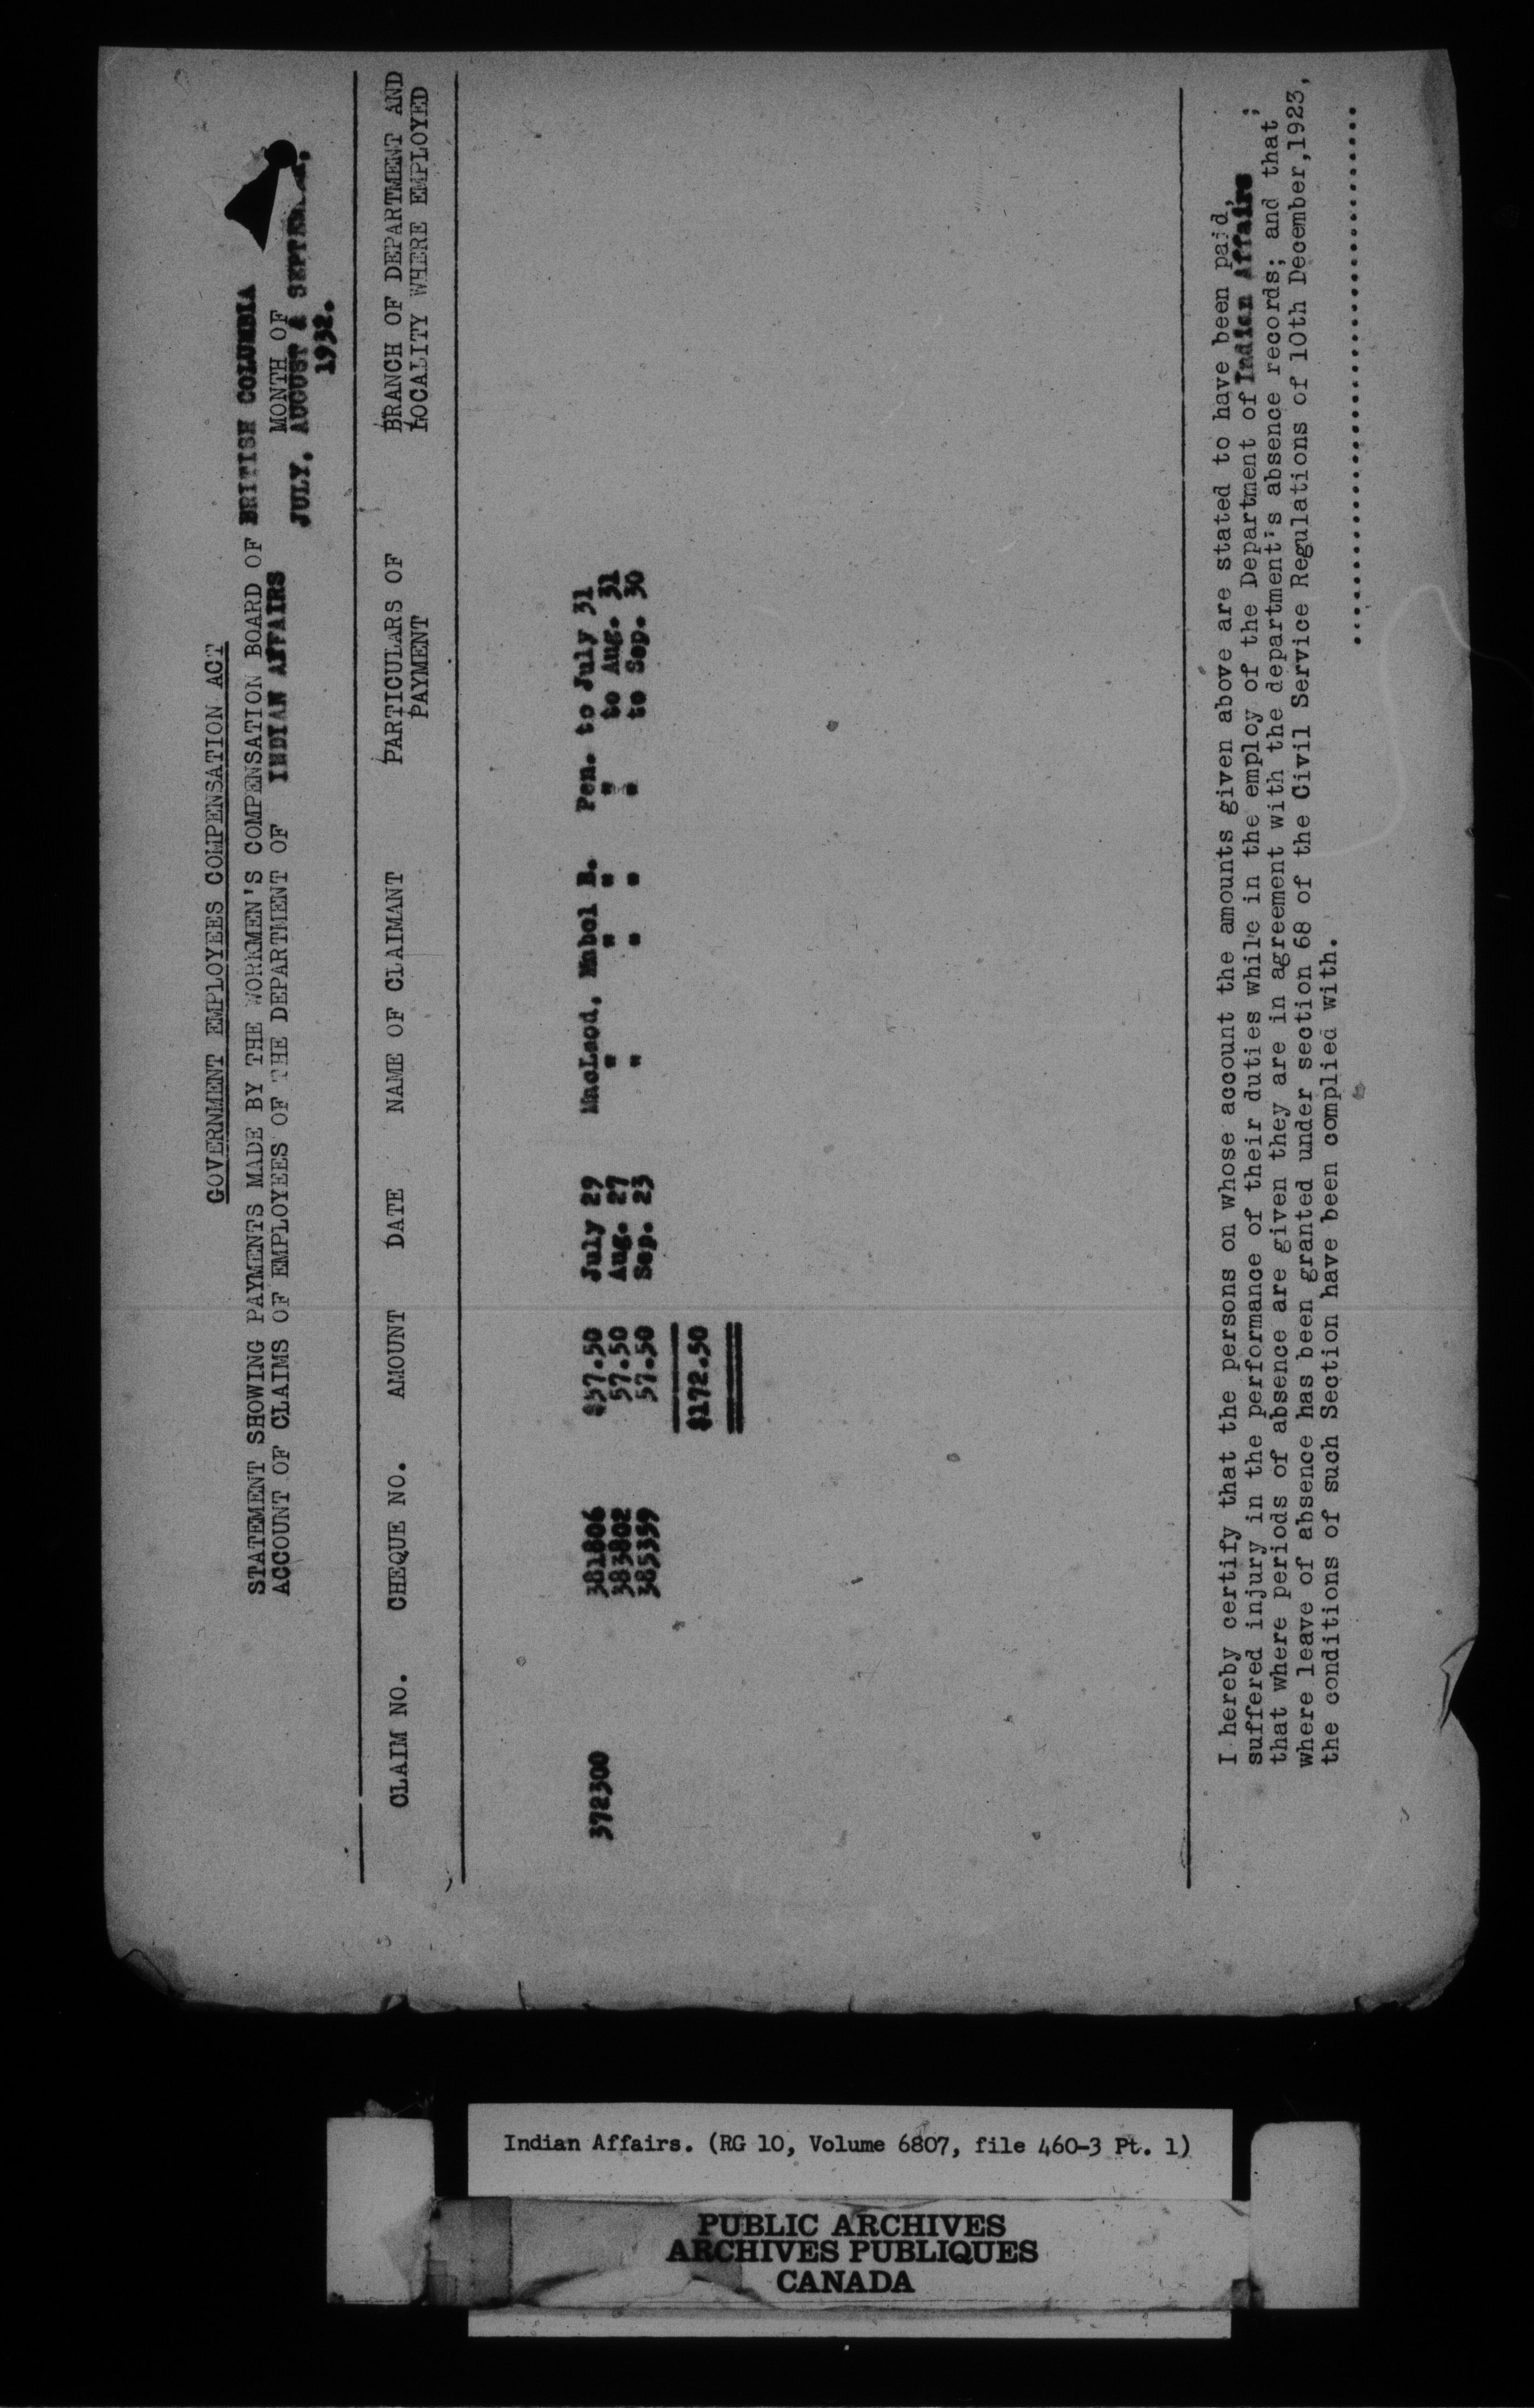 GOVERNMENT EMPLOYEES COMPENSATION ACT
STATEMENT SHOWING PAYMENTS MADE BY THE WORKMEN'S COMPENSATION BOARD OF BRITISH COLUMBIA
ACCOUNT OF CLAIMS OF EMPLOYEES OF THE DEPARTMENT OF INDIAN AFFAIRS MONTH OF
JULY, AUGUST & SEPTEMBER,
1932.
CLAIM NO. CHEQUE NO. AMOUNT DATE NAME OF CLAIMANT PARTICULARS OF BRANCH OF DEPARTMENT AND
PAYMENT LOCALITY WHERE EMPLOYED
372300 381806 $57.50 July 29 MacLeod, Mabel B. Pen. to July 31
383802 57.50 Aug. 27 " " " " to Aug. 31
385359 57.50 Sep. 23 " " " " to Sep. 30
$172.50
I hereby certify that the persons on whose account the amounts given above are stated to have been paid,
suffered injury in the performance of their duties while in the employ of the Department of Indian Affairs;
that where periods of absence are given they are in agreement with the department's absence records; and that
where leave of absence has been granted under section 68 of the Civil Service Regulations of 10th December,1923,
the conditions of such Section have been complied with.
Indian Affairs. (RG 10, Volume 6807, file 460-3 Pt. 1)
PUBLIC ARCHIVES
ARCHIVES PUBLIQUES
CANADA